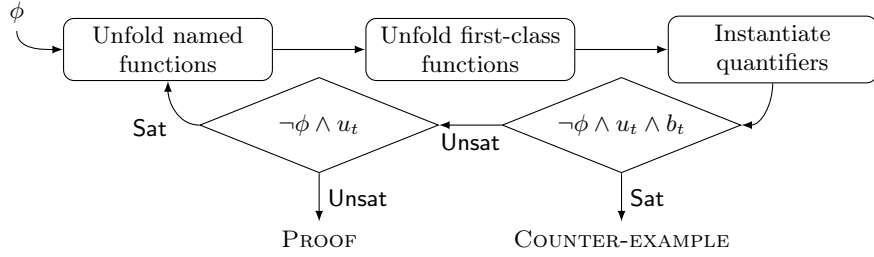 ϕ
Unfold named
functions
Unfold first-class
functions
Instantiate
quantifiers
Sat
¬ϕ ∧ u_t
Unsat
¬ϕ ∧ u_t ∧ b_t
Unsat
Sat
PROOF
COUNTER-EXAMPLE